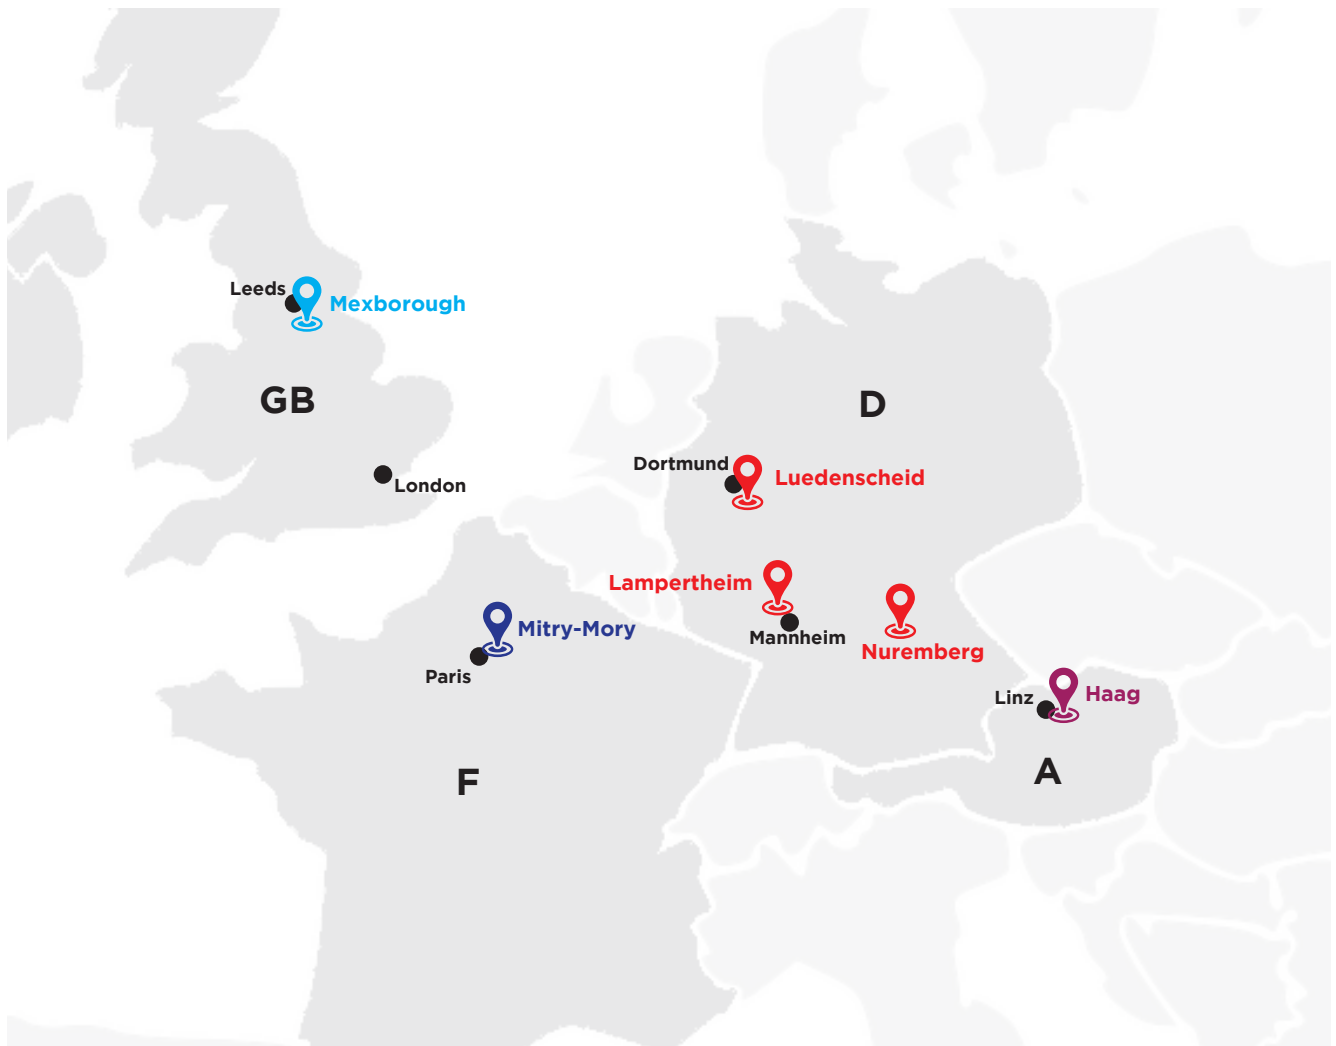 Leeds
Mexborough
GB
D
Dortmund
Luedenscheid
London
Lampertheim
Mitry-Mory
Mannheim
Nuremberg
Paris
Linz
Haag
F
A